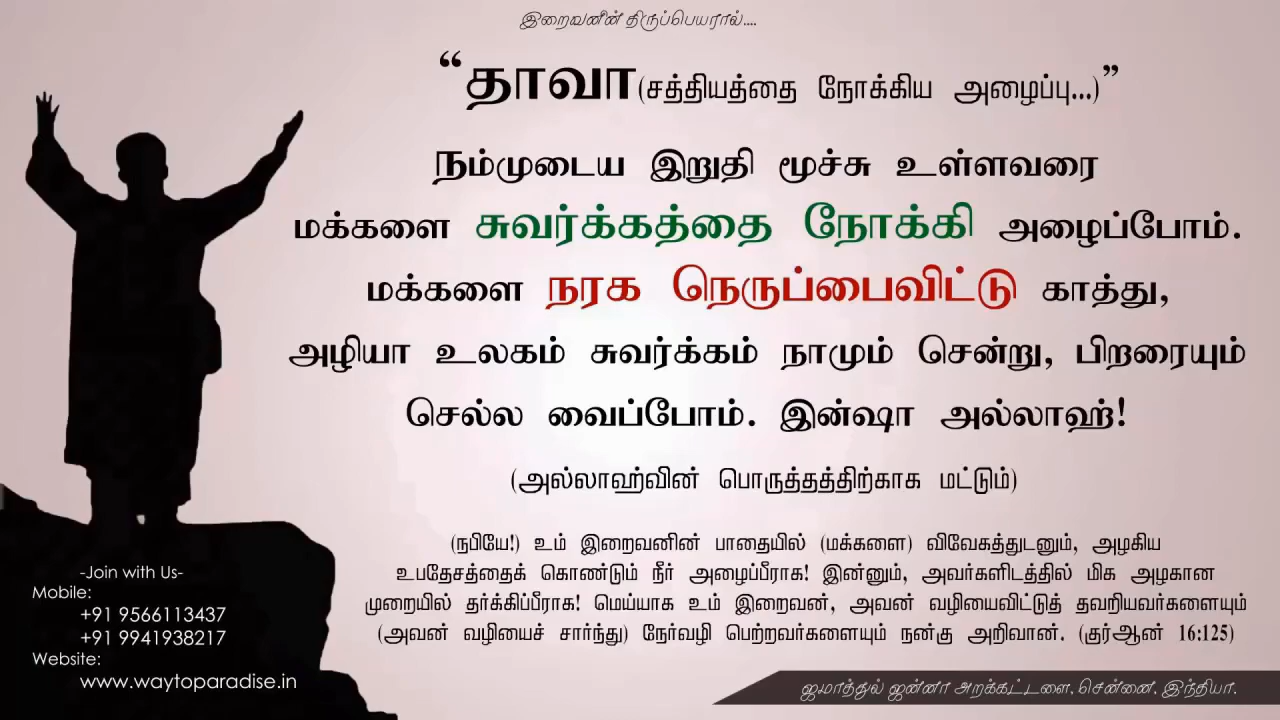 இறைவனின் திருப்பெயரால்....
“தாவா(சத்தியத்தை நோக்கிய அழைப்பு...)”
நம்முடைய இறுதி மூச்சு உள்ளவரை
மக்களை சுவர்க்கத்தை நோக்கி அழைப்போம்.
மக்களை நரக நெருப்பைவிட்டு காத்து,
அழியா உலகம் சுவர்க்கம் நாமும் சென்று, பிறரையும்
செல்ல வைப்போம். இன்ஷா அல்லாஹ்!
(அல்லாஹ்வின் பொருத்தத்திற்காக மட்டும்)
(நபியே!) உம் இறைவனின் பாதையில் (மக்களை) விவேகத்துடனும், அழகிய
உபதேசத்தைக் கொண்டும் நீர் அழைப்பீராக! இன்னும், அவர்களிடத்தில் மிக அழகான
முறையில் தர்க்கிப்பீராக! மெய்யாக உம் இறைவன், அவன் வழியைவிட்டுத் தவறியவர்களையும்
(அவன் வழியைச் சார்ந்து) நேர்வழி பெற்றவர்களையும் நன்கு அறிவான். (குர்ஆன் 16:125)
-Join with Us-
Mobile:
+91 9566113437
+91 9941938217
Website:
www.waytoparadise.in
ஜமாத்துல் ஜன்னா அறக்கட்டளை, சென்னை, இந்தியா.